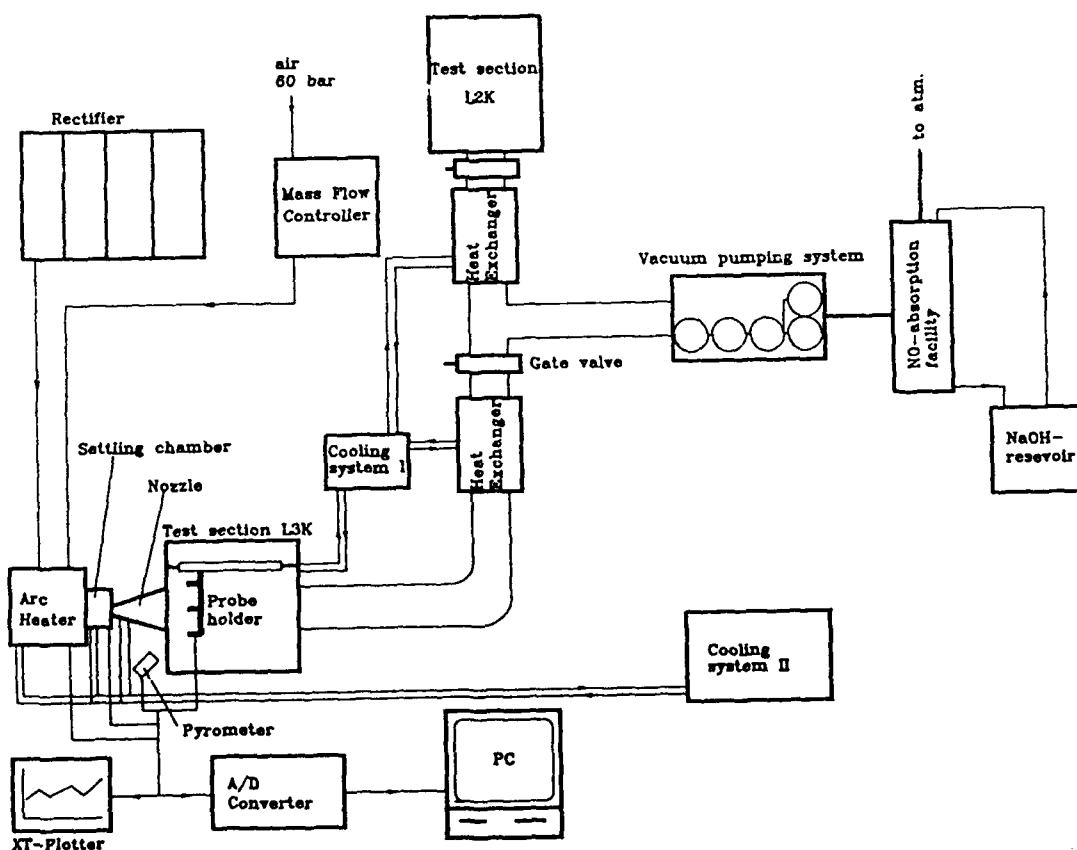 air
60 bar
Rectifier
Test section
L2K
to atm.
Mass Flow
Controller
Heat
Exchanger
Vacuum pumping system
NO-absorption
facility
Gate valve
Settling chamber
Cooling
system I
Heat
Exchanger
NaOH-
resevoir
Nozzle
Test section L3K
Arc
Heater
Probe
holder
Cooling
system II
Pyrometer
PC
A/D
Converter
XT-Plotter